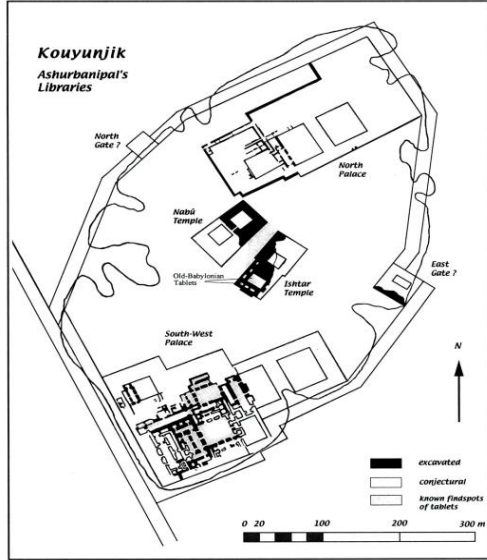 Kouyunjik
Ashurbanipal's
Libraries
North
Gate ?
North
Palace
Nabû
Temple
East
Gate ?
Old-Babylonian
Tablets
Ishtar
Temple
South-West
Palace
N
excavated
conjectural
known findspots
of tablets
0 20 100 200 300 m